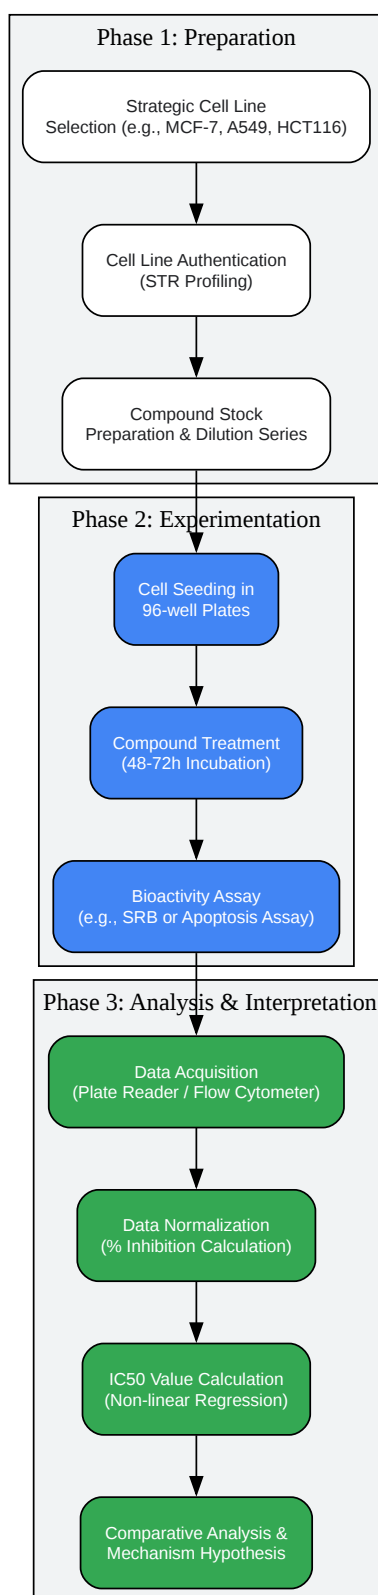 Phase 1: Preparation
Strategic Cell Line
Selection (e.g., MCF-7, A549, HCT116)
Cell Line Authentication
(STR Profiling)
Compound Stock
Preparation & Dilution Series
Phase 2: Experimentation
Cell Seeding in
96-well Plates
Compound Treatment
(48-72h Incubation)
Bioactivity Assay
(e.g., SRB or Apoptosis Assay)
Phase 3: Analysis & Interpretation
Data Acquisition
(Plate Reader / Flow Cytometer)
Data Normalization
(% Inhibition Calculation)
IC50 Value Calculation
(Non-linear Regression)
Comparative Analysis &
Mechanism Hypothesis